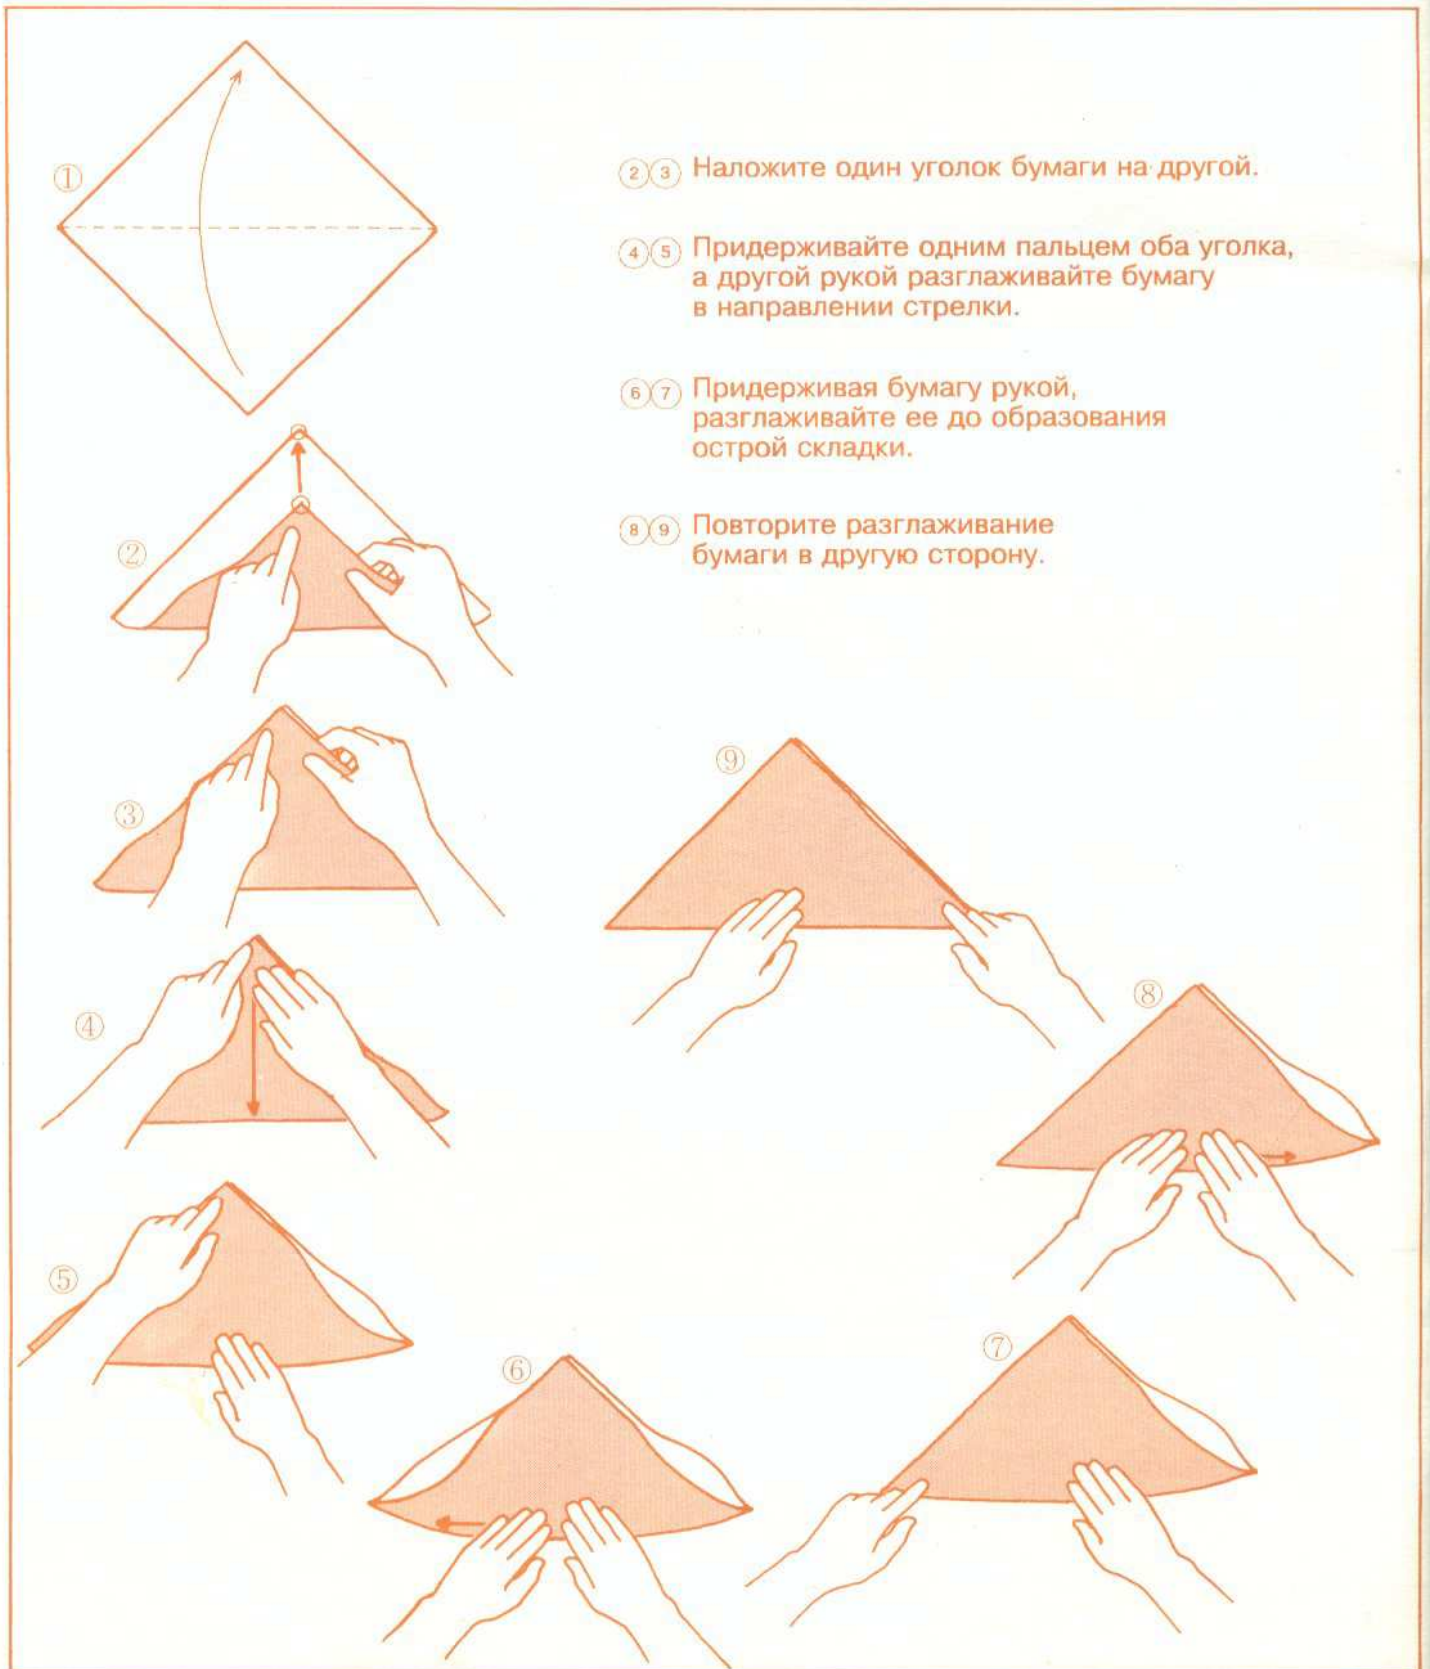 ①
②③ Наложите один уголок бумаги на другой.
④⑤ Придерживайте одним пальцем оба уголка,
а другой рукой разглаживайте бумагу
в направлении стрелки.
⑥⑦ Придерживая бумагу рукой,
разглаживайте ее до образования
острой складки.
⑧⑨ Повторите разглаживание
бумаги в другую сторону.
②
③
④
⑤
⑥
⑦
⑧
⑨